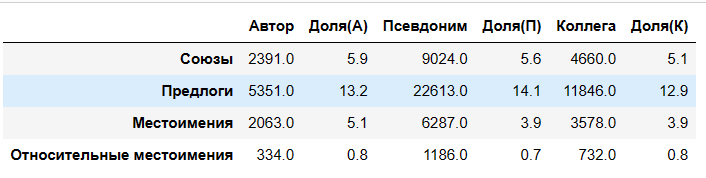 Автор Доля(А) Псевдоним Доля(П) Коллега Доля(К)
Союзы 2391.0 5.9 9024.0 5.6 4660.0 5.1
Предлоги 5351.0 13.2 22613.0 14.1 11846.0 12.9
Местоимения 2063.0 5.1 6287.0 3.9 3578.0 3.9
Относительные местоимения 334.0 0.8 1186.0 0.7 732.0 0.8